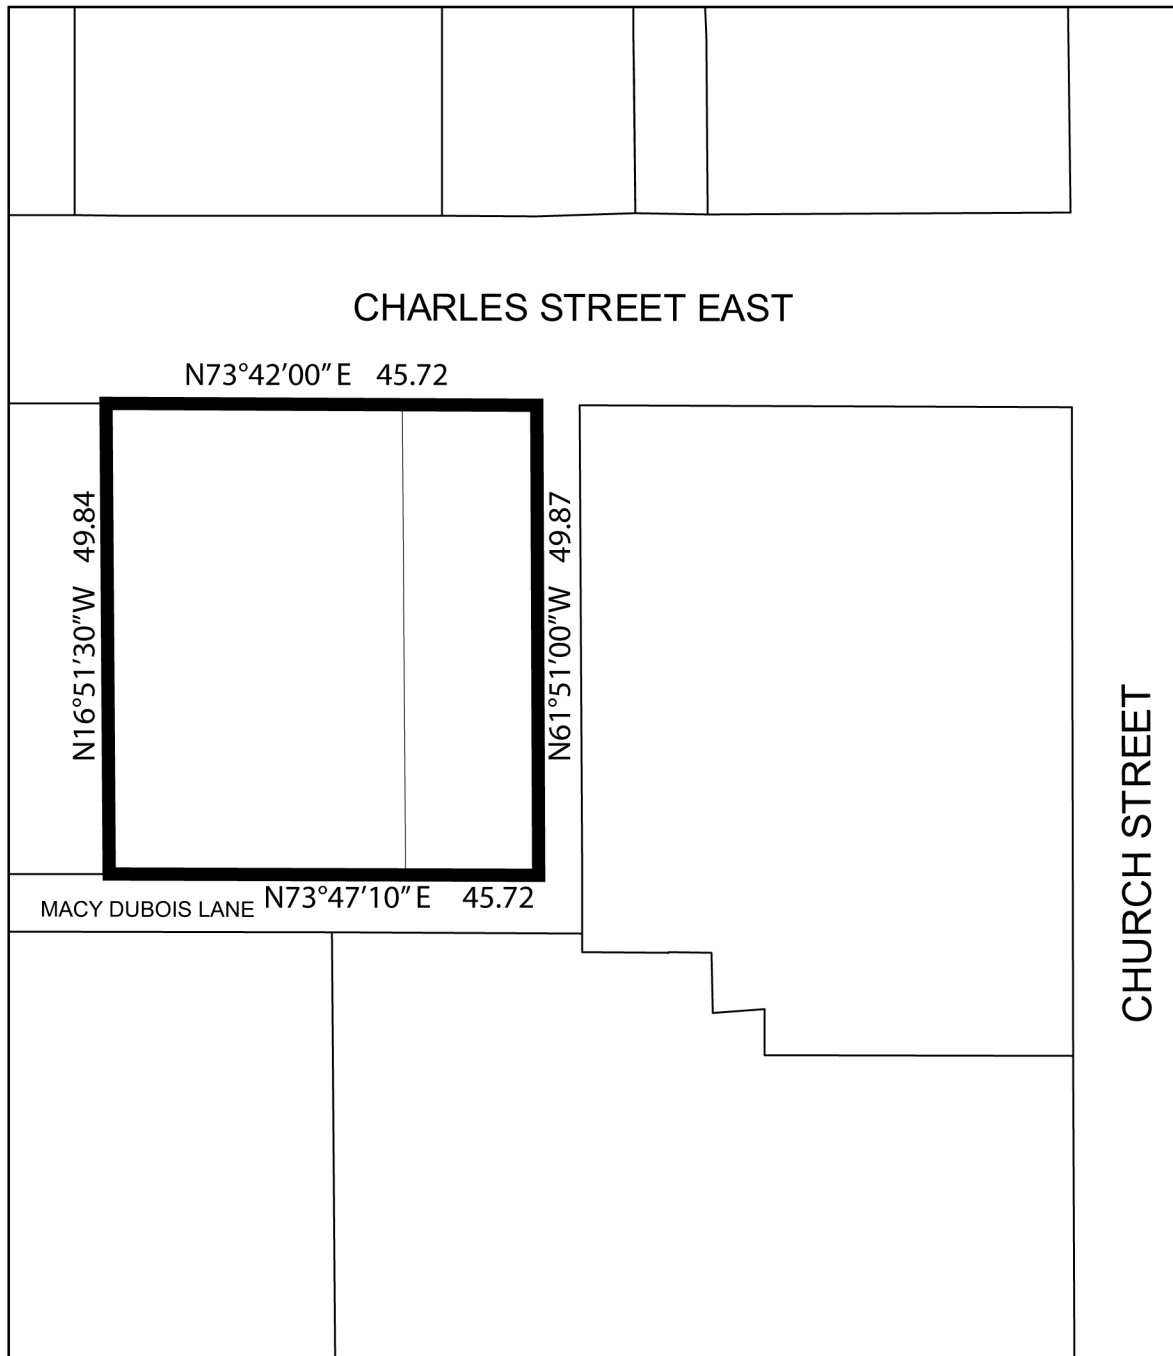 CHARLES STREET EAST
N73°42'00" E 45.72
N16°51'30"W 49.84
N61°51'00"W 49.87
N73°47'10" E 45.72
MACY DUBOIS LANE
CHURCH STREET